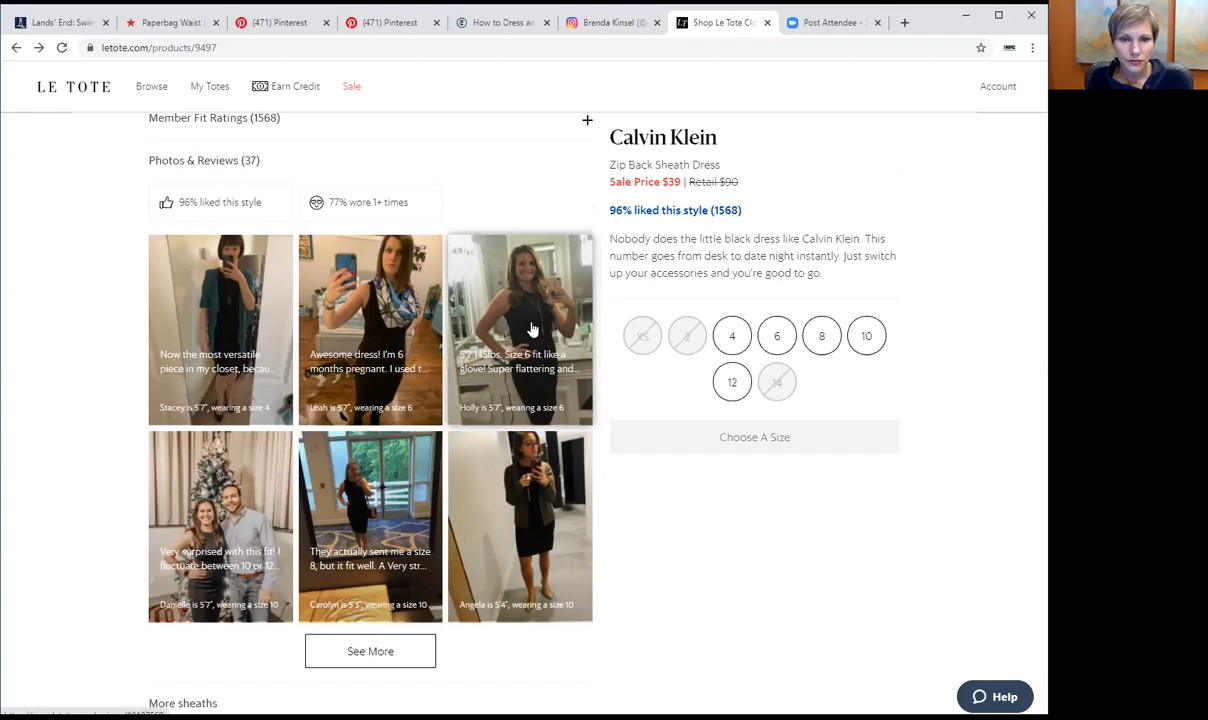 Lands' End: Swi
Paperbag Waist
(471) Pinterest
(471) Pinterest
How to Dress an
Brenda Kinsel (@
Shop Le Tote Clo
Post Attendee - Z
letote.com/products/9497
LE TOTE
Browse
My Totes
Earn Credit
Sale
Account
Member Fit Ratings (1568)
Photos & Reviews (37)
96% liked this style
77% wore 1+ times
Now the most versatile
piece in my closet, becau...
Stacey is 5'7", wearing a size 4
Awesome dress! I'm 6
months pregnant. I used t...
Leah is 5'7", wearing a size 6
5'7 145lbs. Size 6 fit like a
glove! Super flattering and...
Holly is 5'7", wearing a size 6
Very surprised with this fit! I
fluctuate between 10 or 12...
Danielle is 5'7", wearing a size 10
They actually sent me a size
8, but it fit well. A Very str...
Carolyn is 5'3", wearing a size 10
Angela is 5'4", wearing a size 10
See More
More sheaths
Calvin Klein
Zip Back Sheath Dress
Sale Price $39 | Retail $90
96% liked this style (1568)
Nobody does the little black dress like Calvin Klein. This
number goes from desk to date night instantly. Just switch
up your accessories and you're good to go.
XS
2
4
6
8
10
12
14
Choose A Size
Help